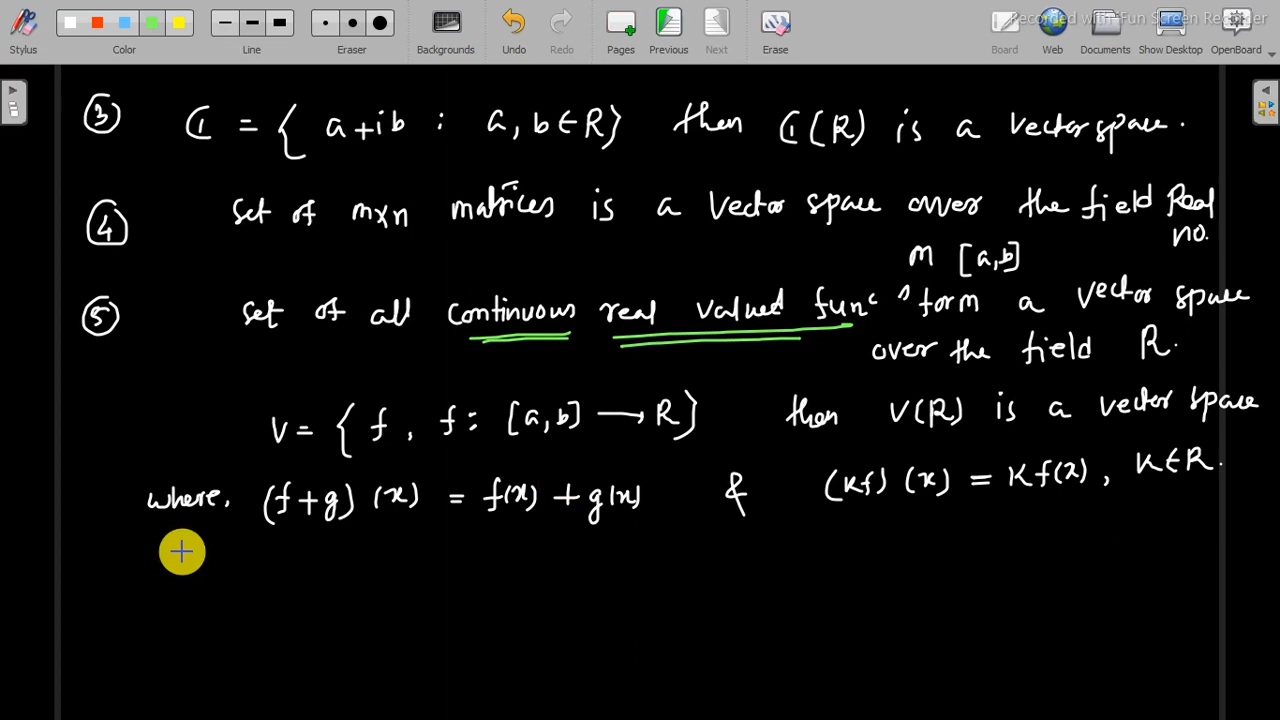 Recorded with Fun Screen Recorder
Stylus Color Line Eraser Backgrounds Undo Redo Pages Previous Next Erase Board Web Documents Show Desktop OpenBoard
③ ℂ = { a+ib : a, b ∈ R } then ℂ(R) is a vector space.
④ Set of m×n matrices is a vector space over the field Real
no.
m [a,b]
⑤ set of all continuous real valued funcⁿ form a vector space
over the field R.
V = { f, f : [a,b] → R } then V(R) is a vector space
where, (f+g) (x) = f(x) + g(x) & (kf) (x) = K f(x), K ∈ R.